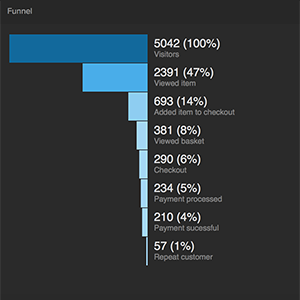 Funnel
5042 (100%)
Visitors
2391 (47%)
Viewed Item
693 (14%)
Added item to checkout
381 (8%)
Viewed basket
290 (6%)
Checkout
234 (5%)
Payment processed
210 (4%)
Payment sucessful
57 (1%)
Repeat customer